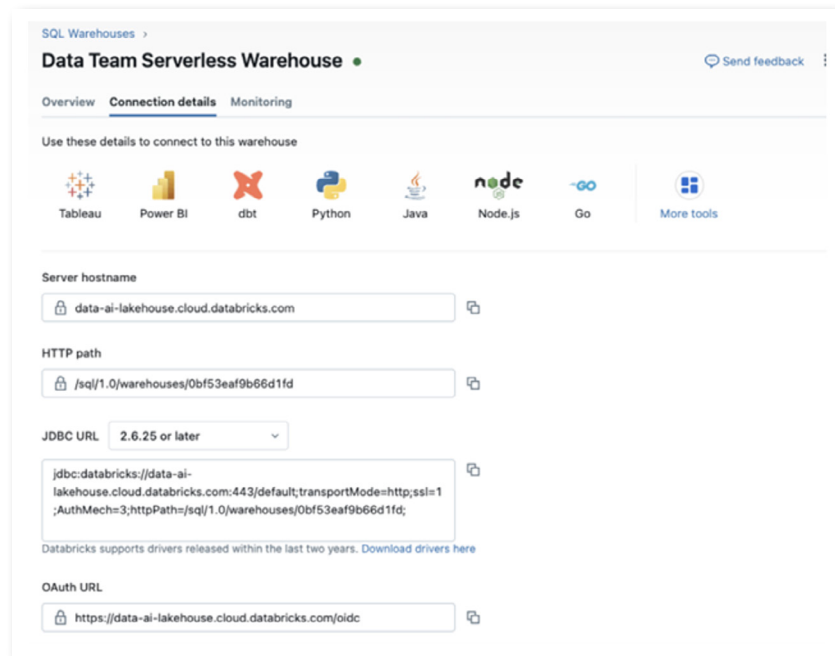 SQL Warehouses >
Data Team Serverless Warehouse
Send feedback
Overview Connection details Monitoring
Use these details to connect to this warehouse
node
GO
Tableau Power BI dbt Python Java Node.js Go More tools
Server hostname
data-ai-lakehouse.cloud.databricks.com
HTTP path
/sql/1.0/warehouses/0bf53eaf9b66d1fd
JDBC URL 2.6.25 or later
jdbc:databricks://data-ai-
lakehouse.cloud.databricks.com:443/default;transportMode=http;ssl=1
;AuthMech=3;httpPath=/sql/1.0/warehouses/0bf53eaf9b66d1fd;
Databricks supports drivers released within the last two years. Download drivers here
OAuth URL
https://data-ai-lakehouse.cloud.databricks.com/oidc